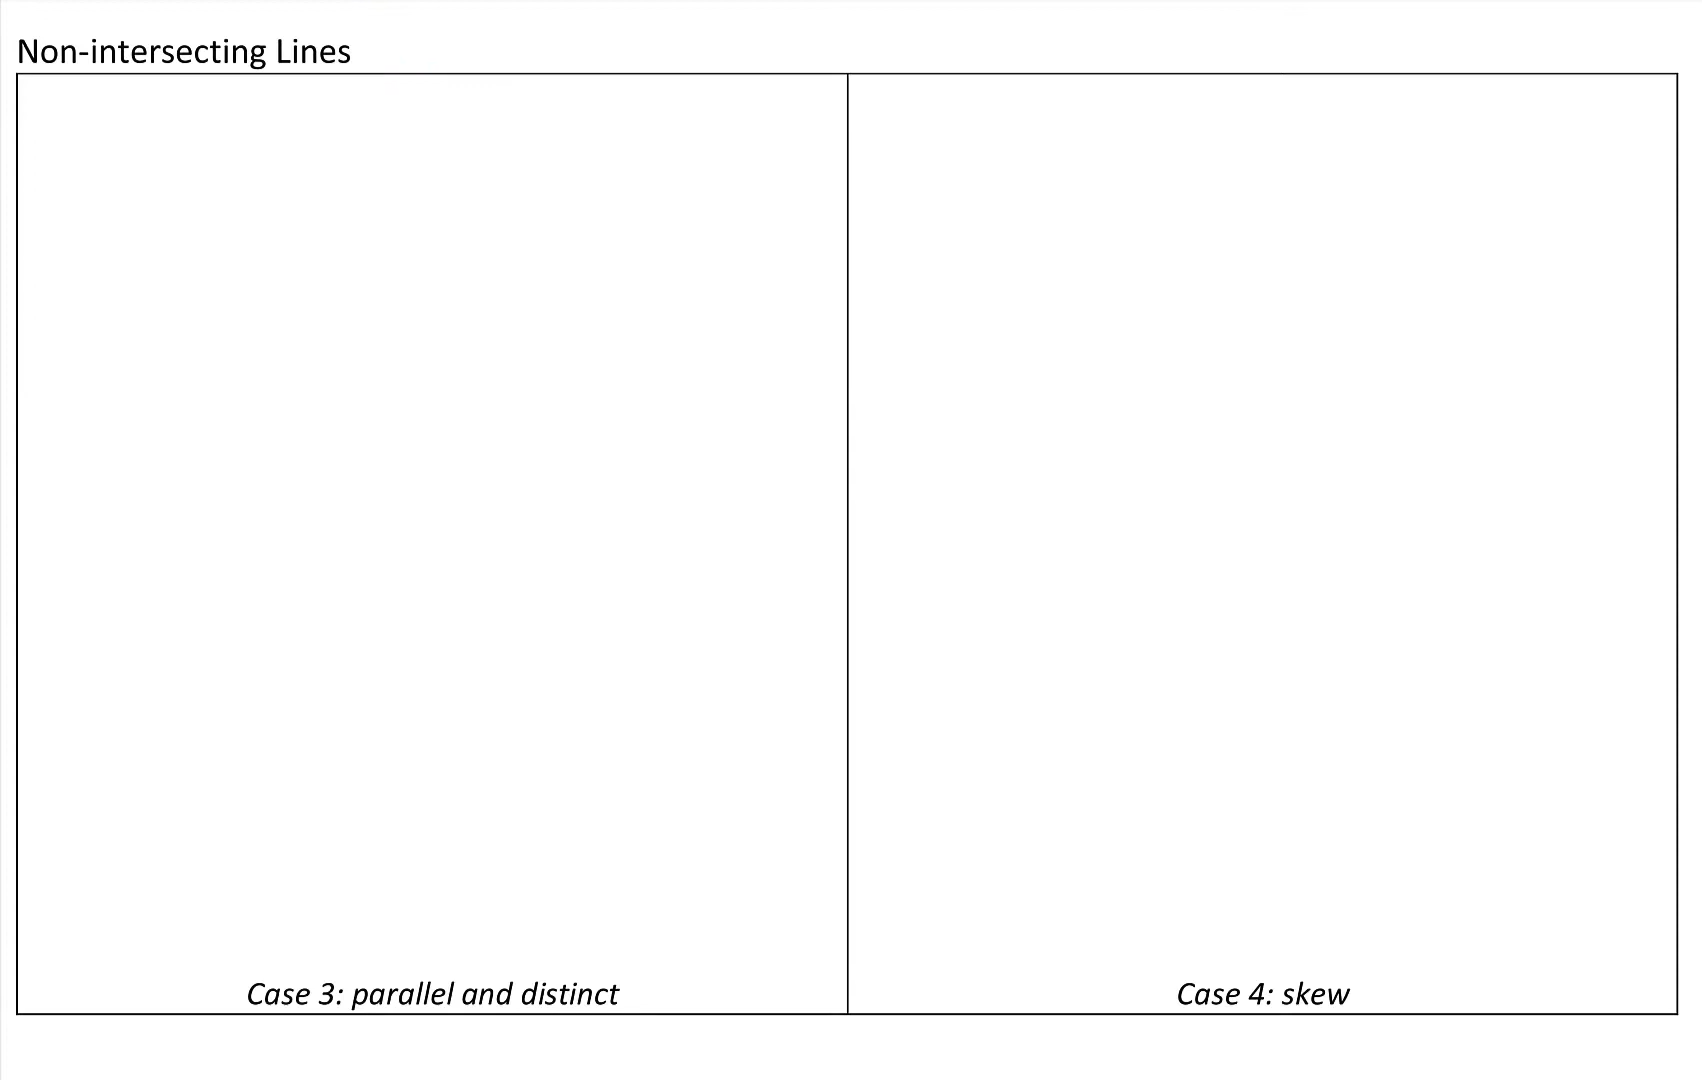 Non-intersecting Lines
Case 3: parallel and distinct
Case 4: skew